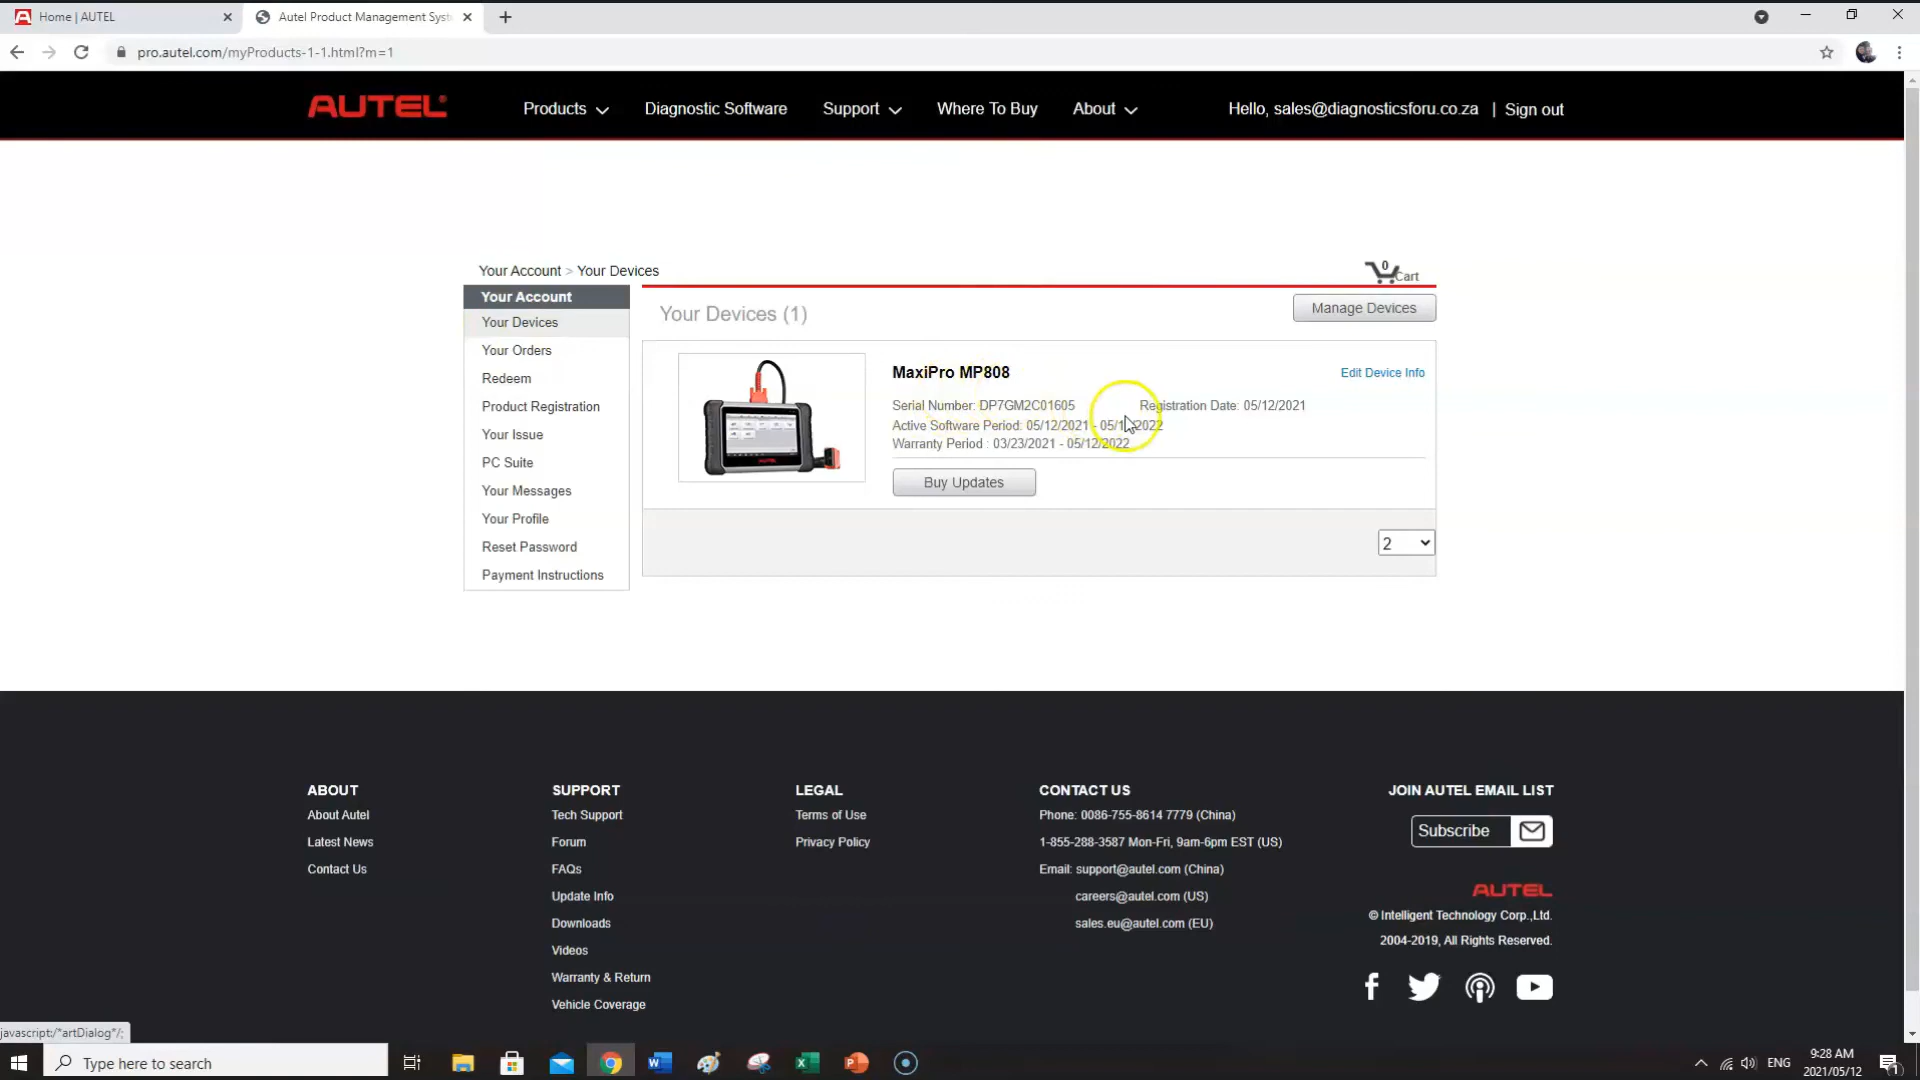 Home | AUTEL
Autel Product Management Syst
pro.autel.com/myProducts-1-1.html?m=1
AUTEL
Products
Diagnostic Software
Support
Where To Buy
About
Hello, sales@diagnosticsforu.co.za | Sign out
Your Account > Your Devices
0
Cart
Your Account
Your Devices
Your Orders
Redeem
Product Registration
Your Issue
PC Suite
Your Messages
Your Profile
Reset Password
Payment Instructions
Your Devices (1)
Manage Devices
MaxiPro MP808
Edit Device Info
Serial Number: DP7GM2C01605
Registration Date: 05/12/2021
Active Software Period: 05/12/2021 - 05/12/2022
Warranty Period : 03/23/2021 - 05/12/2022
Buy Updates
2
ABOUT
About Autel
Latest News
Contact Us
SUPPORT
Tech Support
Forum
FAQs
Update Info
Downloads
Videos
Warranty & Return
Vehicle Coverage
LEGAL
Terms of Use
Privacy Policy
CONTACT US
Phone: 0086-755-8614 7779 (China)
1-855-288-3587 Mon-Fri, 9am-6pm EST (US)
Email: support@autel.com (China)
careers@autel.com (US)
sales.eu@autel.com (EU)
JOIN AUTEL EMAIL LIST
Subscribe
AUTEL
© Intelligent Technology Corp.,Ltd.
2004-2019, All Rights Reserved.
javascript:/*artDialog*/;
Type here to search
ENG
9:28 AM
2021/05/12